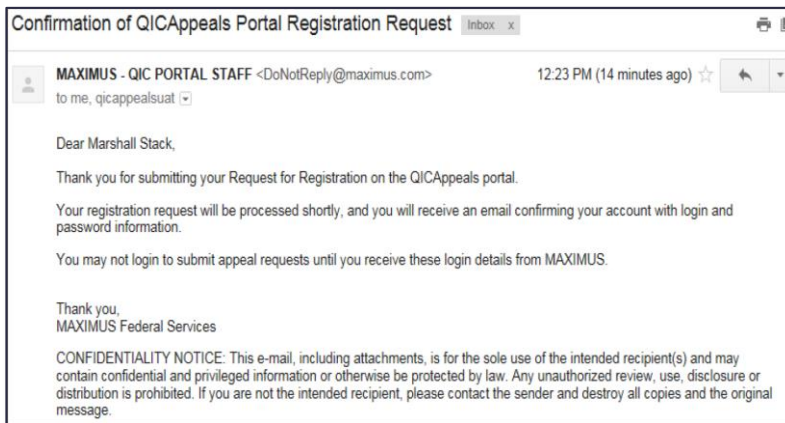 Confirmation of QICAppeals Portal Registration Request Inbox x
MAXIMUS - QIC PORTAL STAFF <DoNotReply@maximus.com> 12:23 PM (14 minutes ago)
to me, qicappealsuat
Dear Marshall Stack,
Thank you for submitting your Request for Registration on the QICAppeals portal.
Your registration request will be processed shortly, and you will receive an email confirming your account with login and
password information.
You may not login to submit appeal requests until you receive these login details from MAXIMUS.
Thank you,
MAXIMUS Federal Services
CONFIDENTIALITY NOTICE: This e-mail, including attachments, is for the sole use of the intended recipient(s) and may
contain confidential and privileged information or otherwise be protected by law. Any unauthorized review, use, disclosure or
distribution is prohibited. If you are not the intended recipient, please contact the sender and destroy all copies and the original
message.